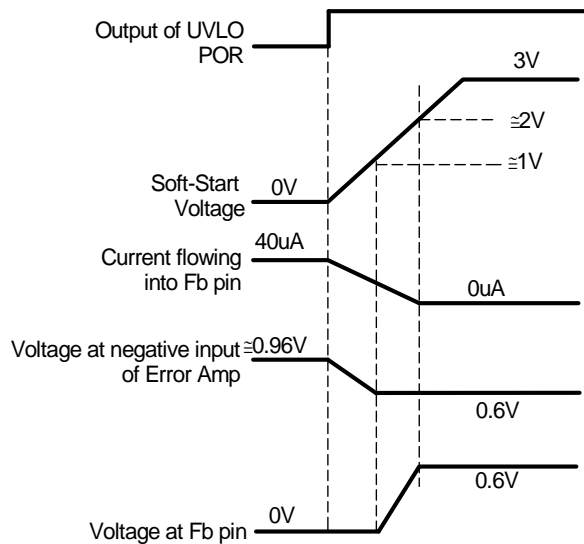 Output of UVLO
POR
3V
≅2V
≅1V
Soft-Start
Voltage
0V
Current flowing
into Fb pin
40uA
0uA
Voltage at negative input
of Error Amp
≅0.96V
0.6V
Voltage at Fb pin
0V
0.6V